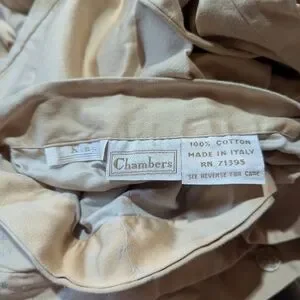 Chambers
100% COTTON
MADE IN ITALY
RN 71395
SEE REVERSE FOR CARE